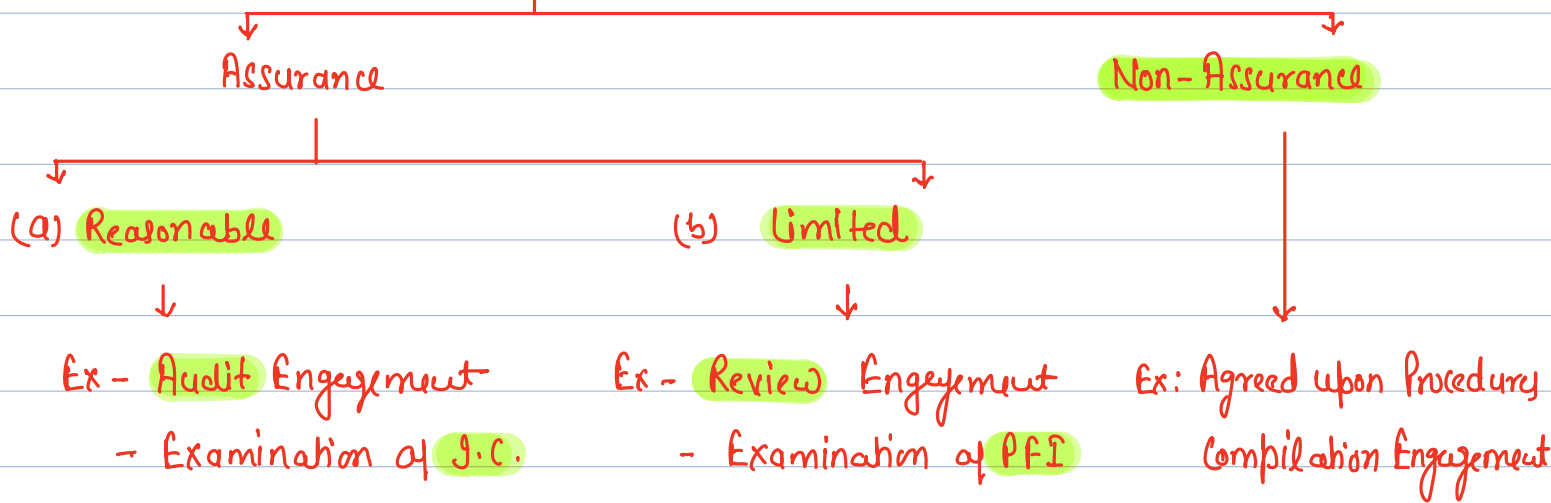 Assurance
Non-Assurance
(a) Reasonable
(b) Limited
Ex - Audit Engagement
- Examination of I.C.
Ex - Review Engagement
- Examination of PFI
Ex: Agreed upon Procedures
Compilation Engagement